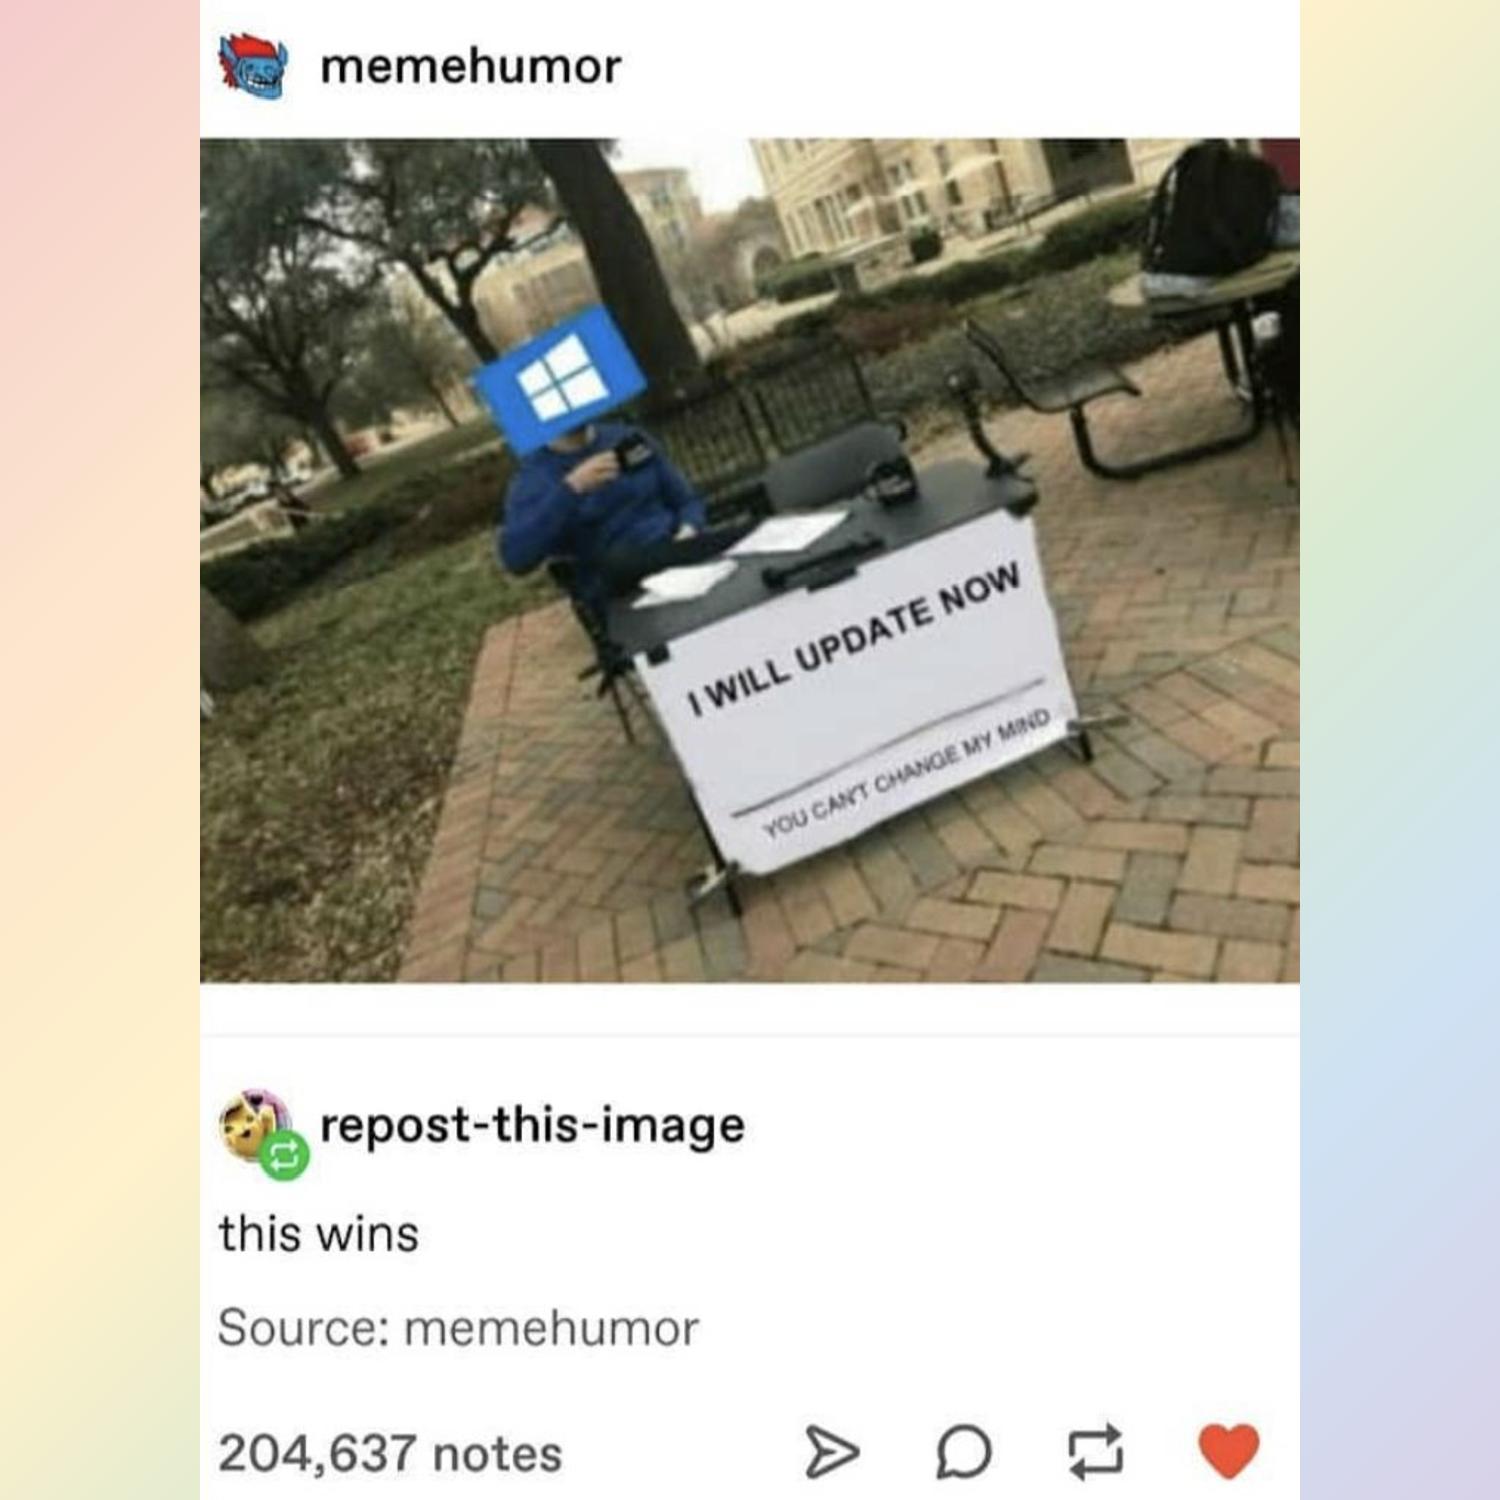 memehumor
I WILL UPDATE NOW
YOU CAN'T CHANGE MY MIND
repost-this-image
this wins
Source: memehumor
204,637 notes